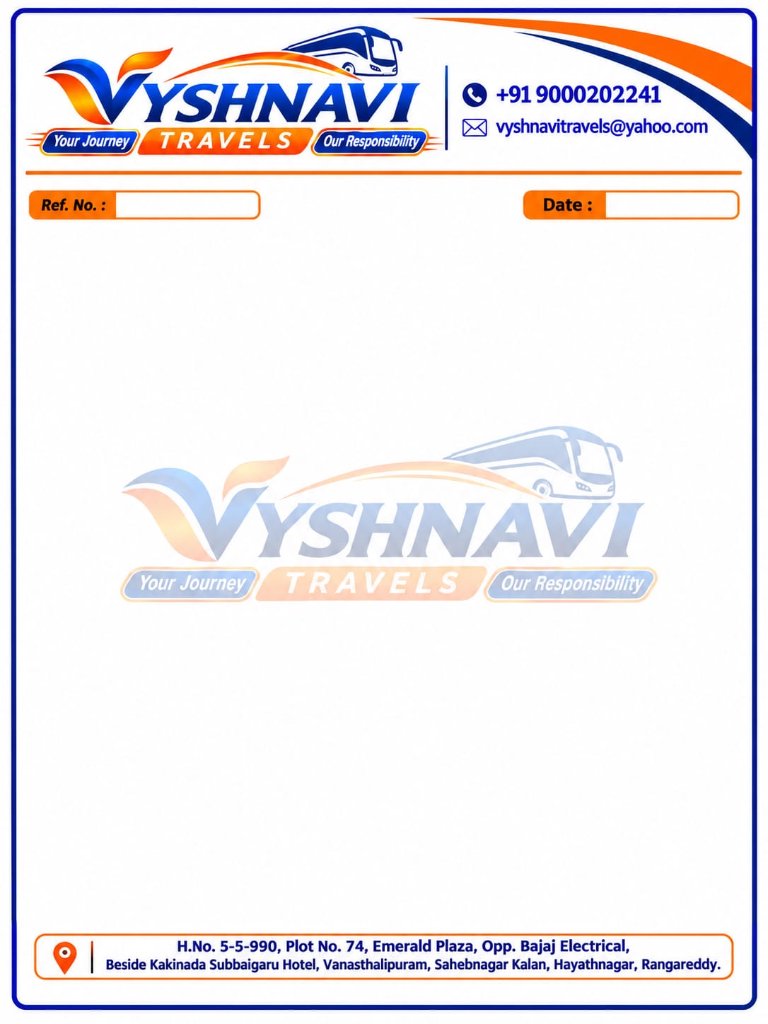 VYSHNAVI
Your Journey TRAVELS Our Responsibility
+91 9000202241
vyshnavitravels@yahoo.com
Ref. No. :
Date :
VYSHNAVI
Your Journey TRAVELS Our Responsibility
H.No. 5-5-990, Plot No. 74, Emerald Plaza, Opp. Bajaj Electrical,
Beside Kakinada Subbaigaru Hotel, Vanasthalipuram, Sahebnagar Kalan, Hayathnagar, Rangareddy.